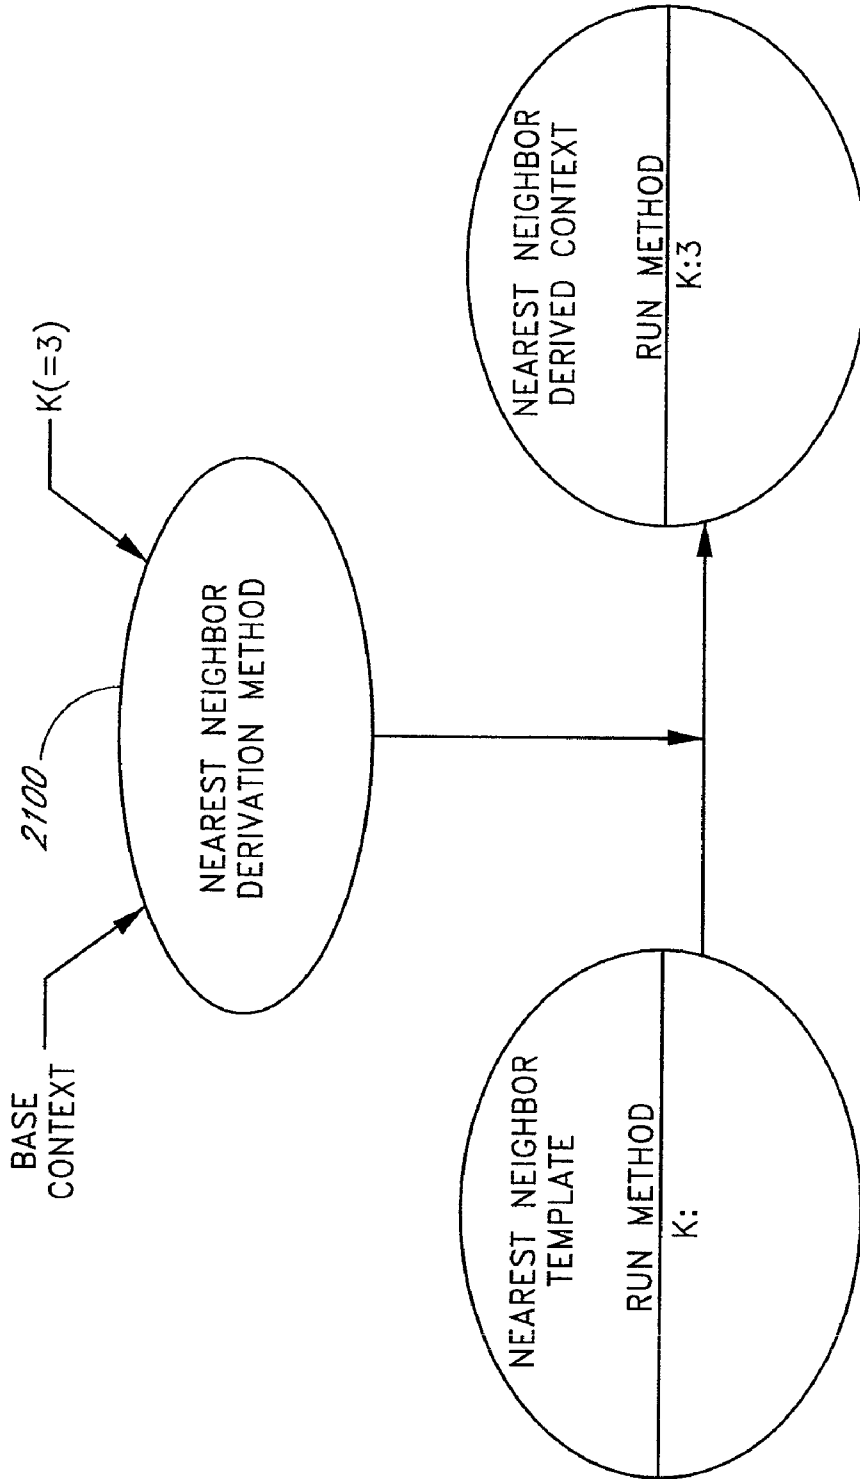 BASE
CONTEXT
2100
K(=3)
NEAREST NEIGHBOR
DERIVATION METHOD
NEAREST NEIGHBOR
TEMPLATE
RUN METHOD
K:
NEAREST NEIGHBOR
DERIVED CONTEXT
RUN METHOD
K:3